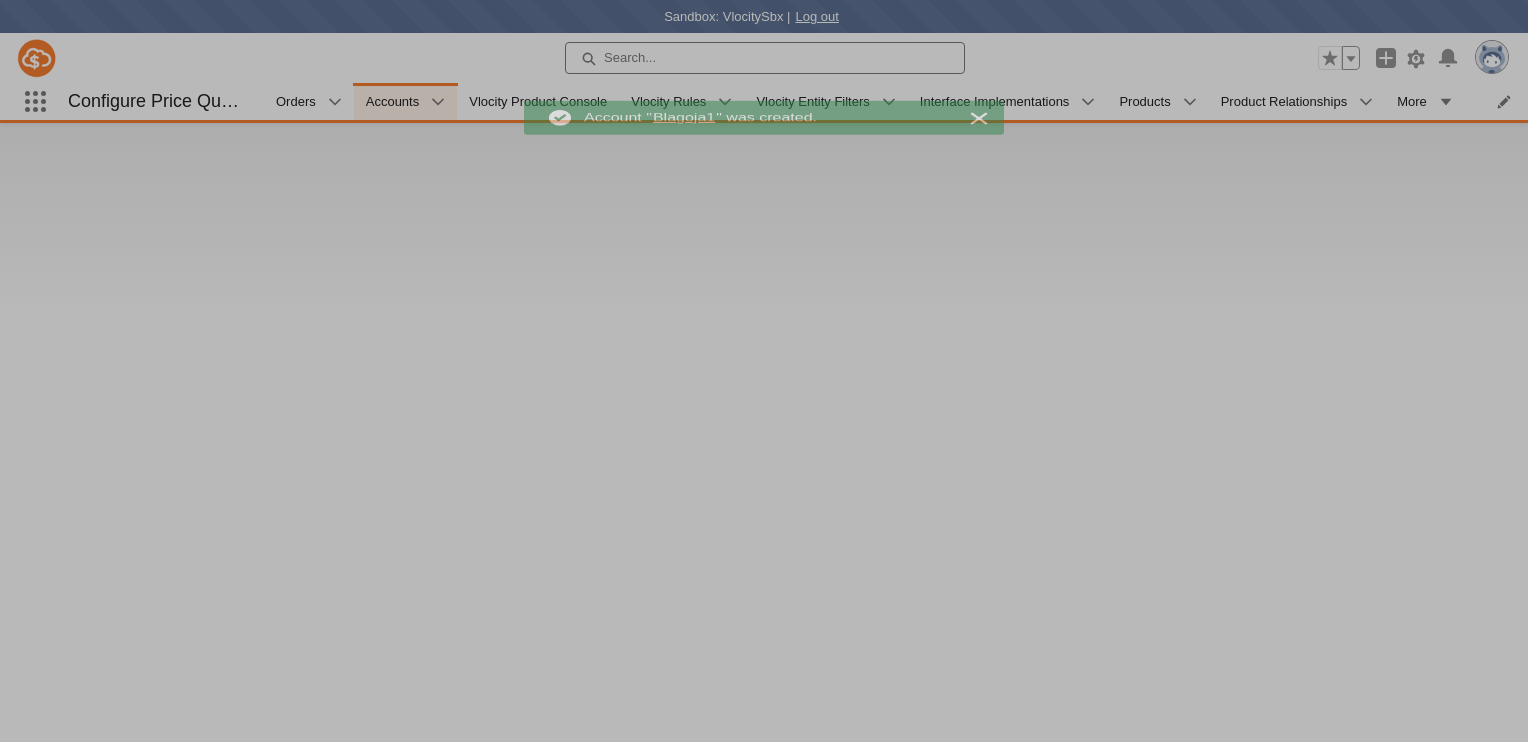 Sandbox: VlocitySbx | Log out
Search...
Configure Price Qu… Orders Accounts Vlocity Product Console Vlocity Rules Vlocity Entity Filters Interface Implementations Products Product Relationships More
Account "Blagoja1" was created.